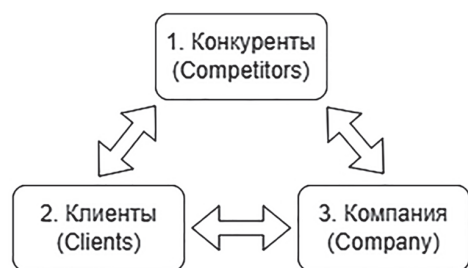 1. Конкуренты
(Competitors)
2. Клиенты
(Clients)
3. Компания
(Company)